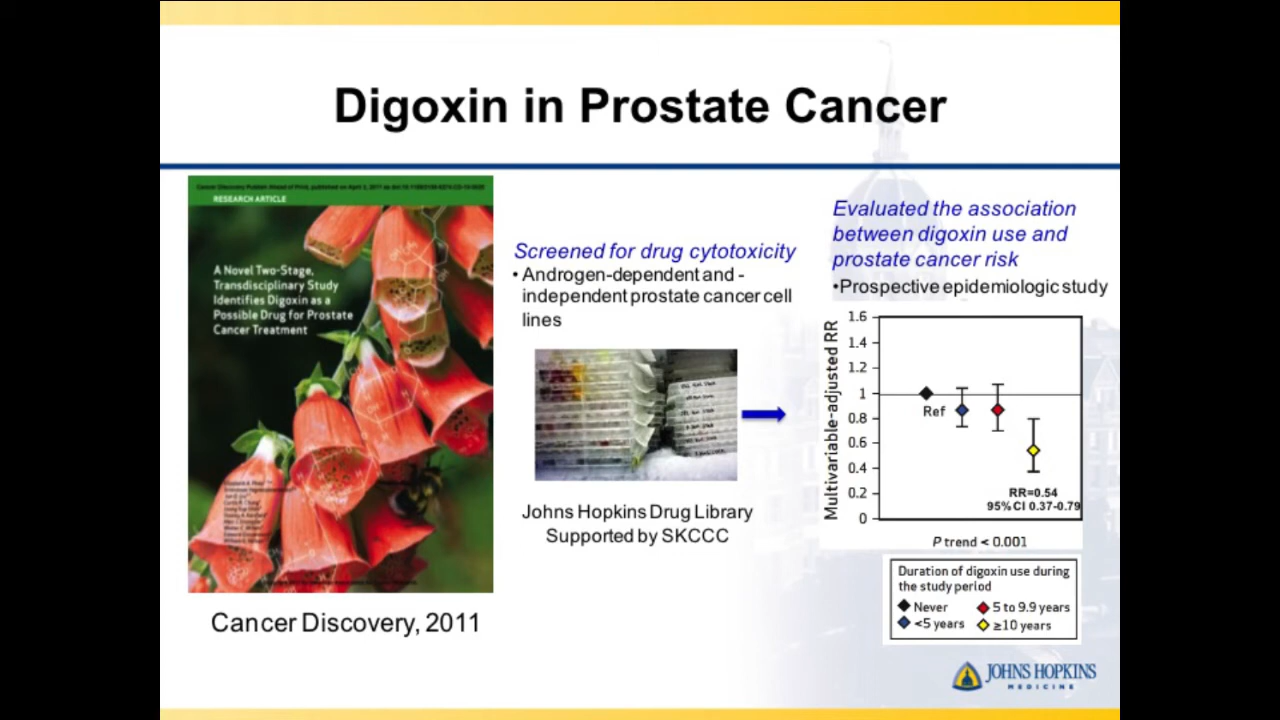 Digoxin in Prostate Cancer
RESEARCH ARTICLE
A Novel Two-Stage,
Transdisciplinary Study
Identifies Digoxin as a
Possible Drug for Prostate
Cancer Treatment
Cancer Discovery, 2011
Screened for drug cytotoxicity
• Androgen-dependent and -
independent prostate cancer cell
lines
Johns Hopkins Drug Library
Supported by SKCCC
Evaluated the association
between digoxin use and
prostate cancer risk
•Prospective epidemiologic study
Multivariable-adjusted RR
1.6
1.4
1.2
1
0.8
0.6
0.4
0.2
0
Ref
RR=0.54
95% CI 0.37-0.79
P trend < 0.001
Duration of digoxin use during
the study period
Never
5 to 9.9 years
<5 years
≥10 years
JOHNS HOPKINS
MEDICINE